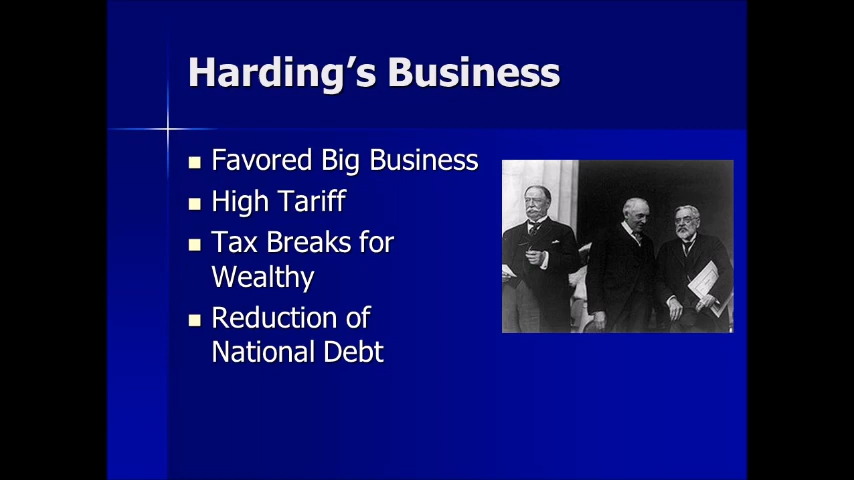 Harding’s Business
Favored Big Business
High Tariff
Tax Breaks for
Wealthy
Reduction of
National Debt